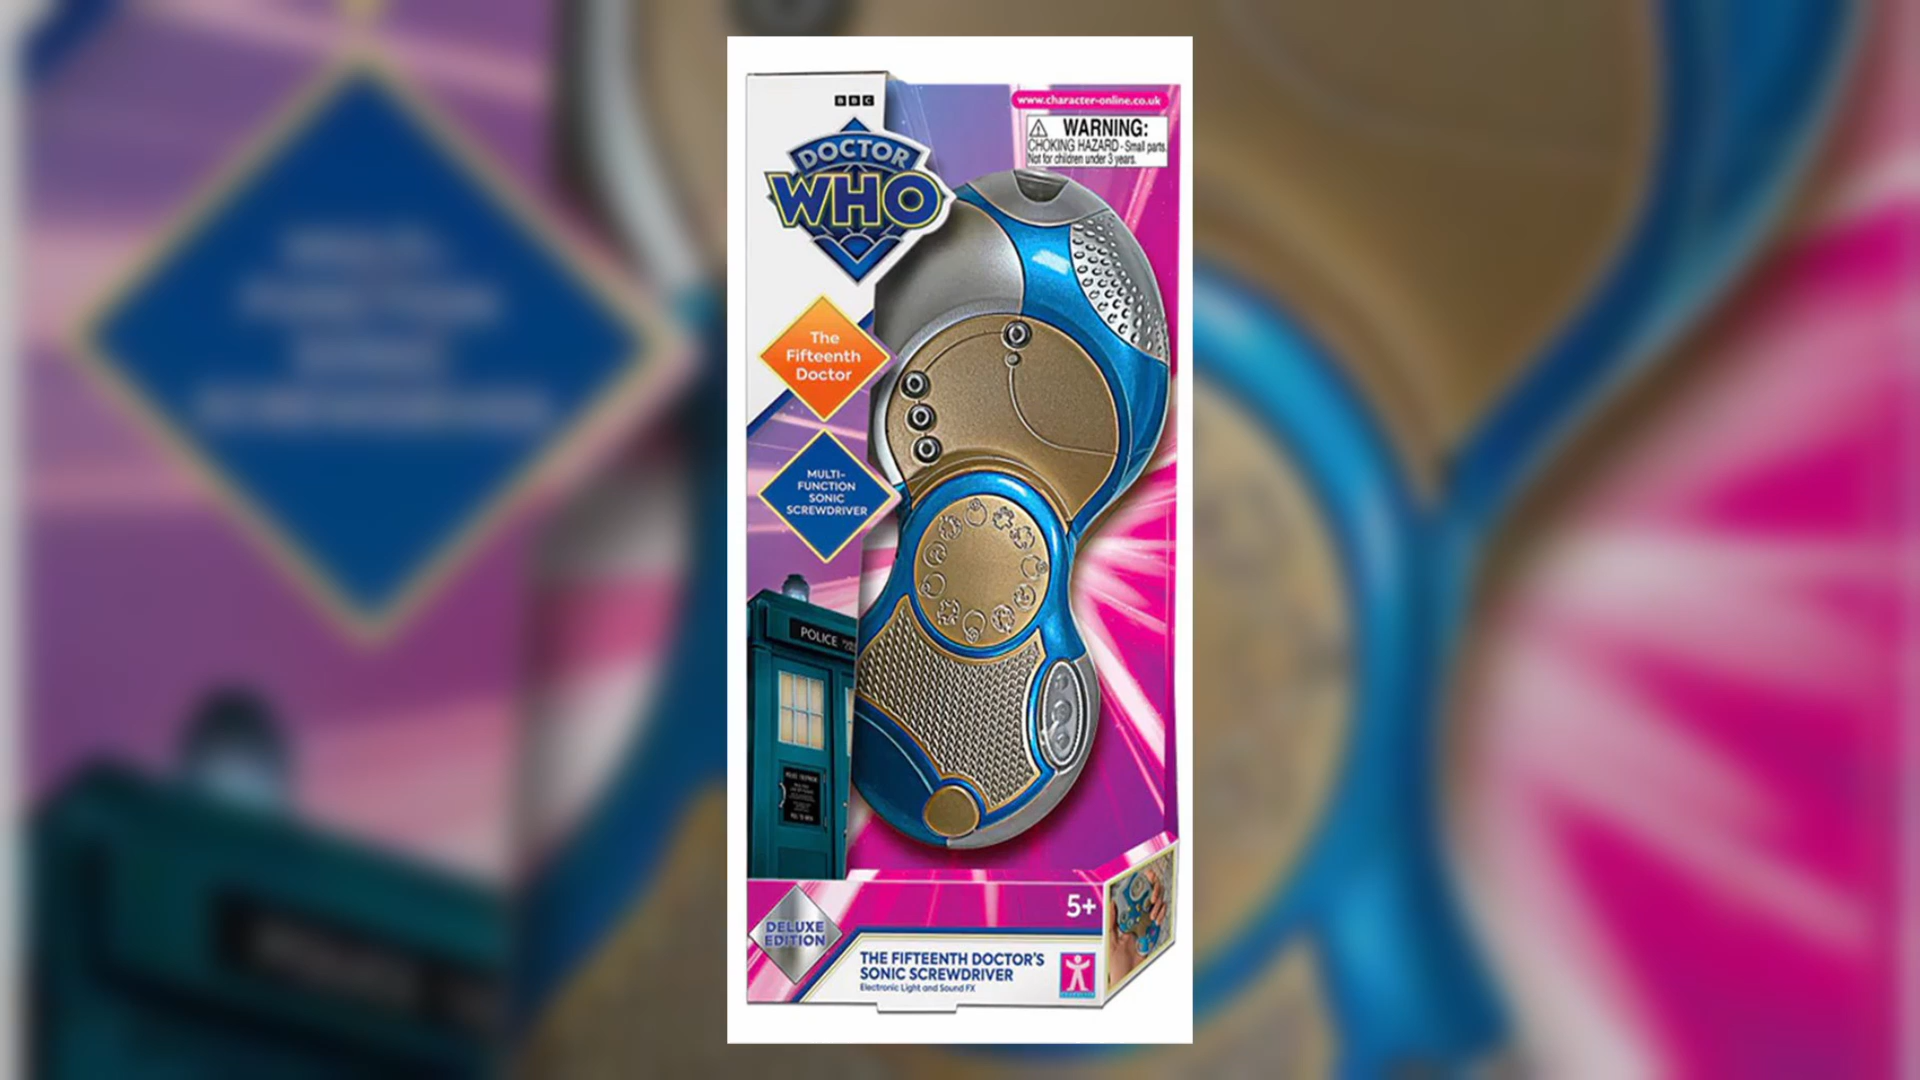 BBC
DOCTOR
WHO
www.character-online.co.uk
WARNING:
CHOKING HAZARD - Small parts.
Not for children under 3 years.
The
Fifteenth
Doctor
MULTI-
FUNCTION
SONIC
SCREWDRIVER
POLICE
DELUXE
EDITION
5+
THE FIFTEENTH DOCTOR'S
SONIC SCREWDRIVER
Electronic Light and Sound FX
CHARACTER